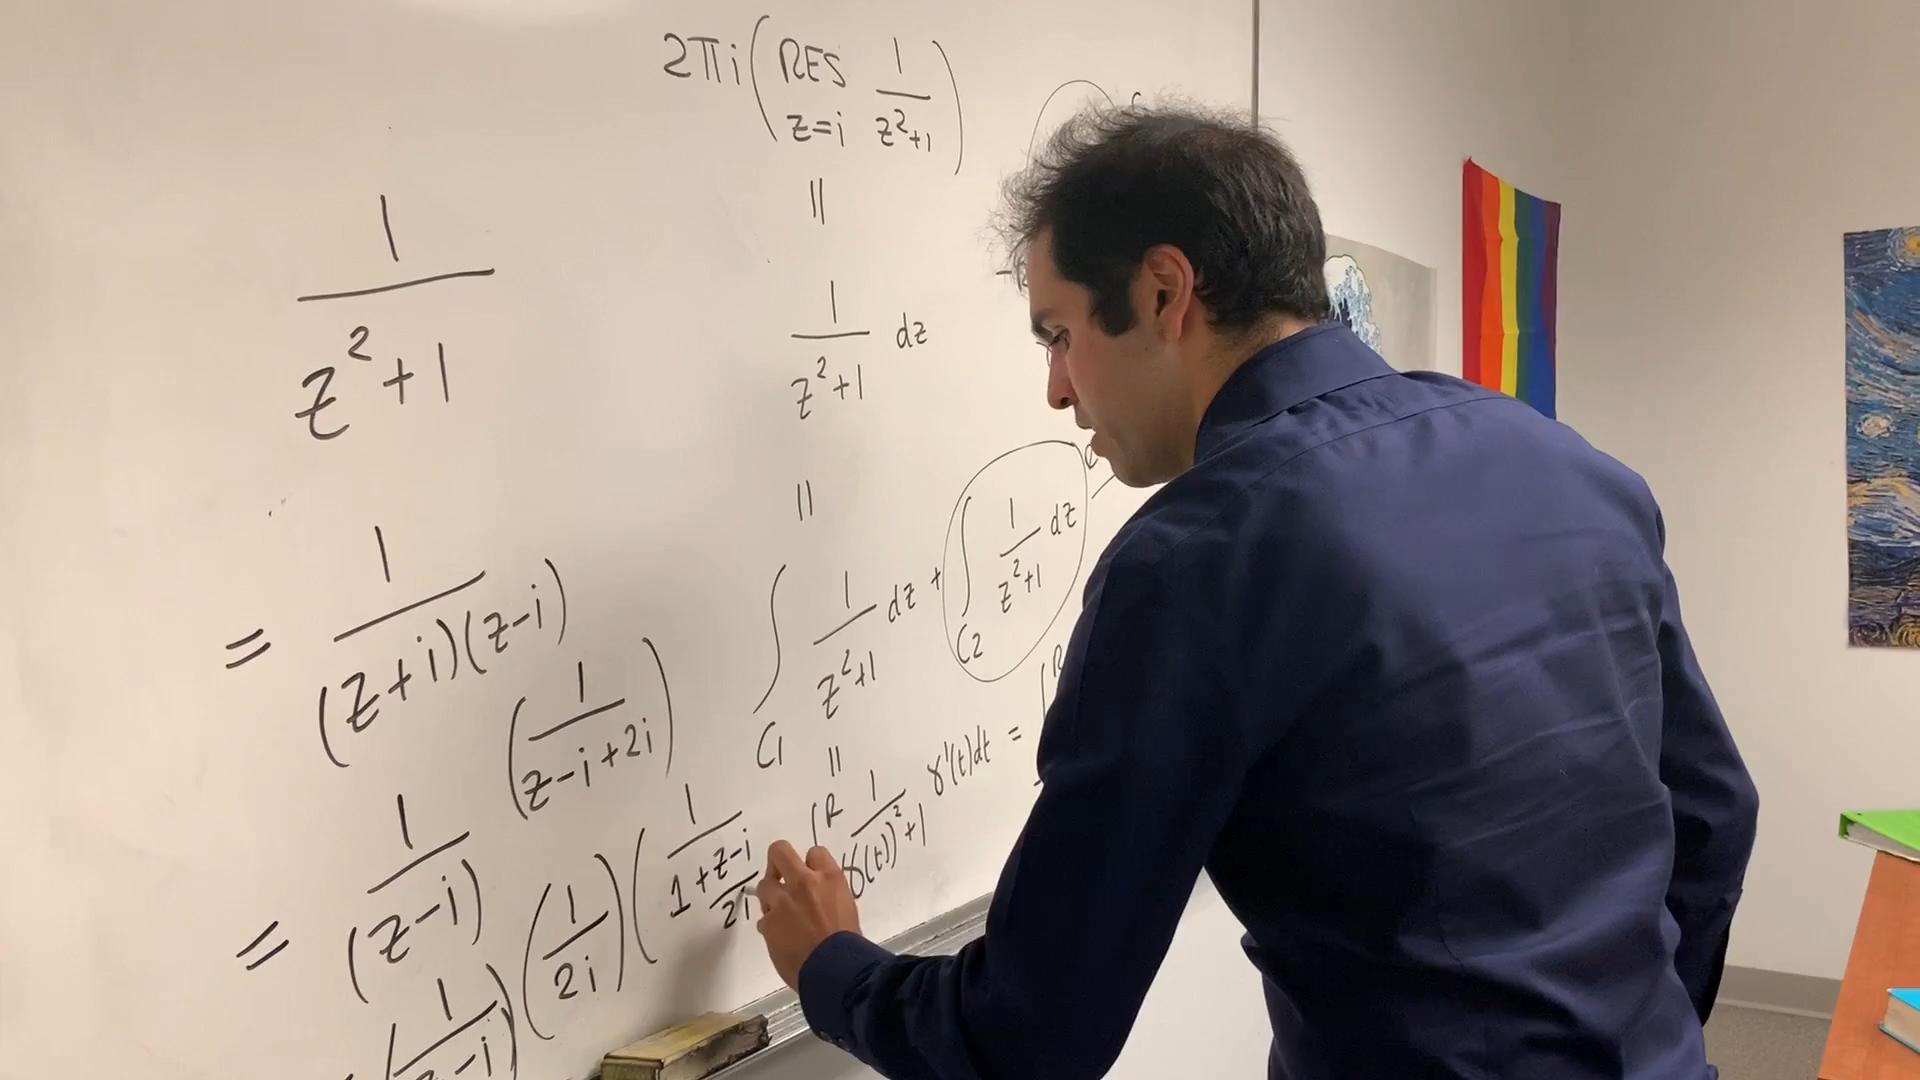 1
z²+1
= 1
(z+i)(z-i)
= 1
(z-i)
(1
z-i+2i)
(1
-i)
(1
2i)
(1
1+z-i
2i
2πi(RES 1
z=i z²+1)
||
1 dz
z²+1
||
∫ 1 dz + ∫ 1 dz
C1 z²+1 C2 z²+1
||
∫R 1 γ'(t)dt = ∫R
(γ(t))²+1